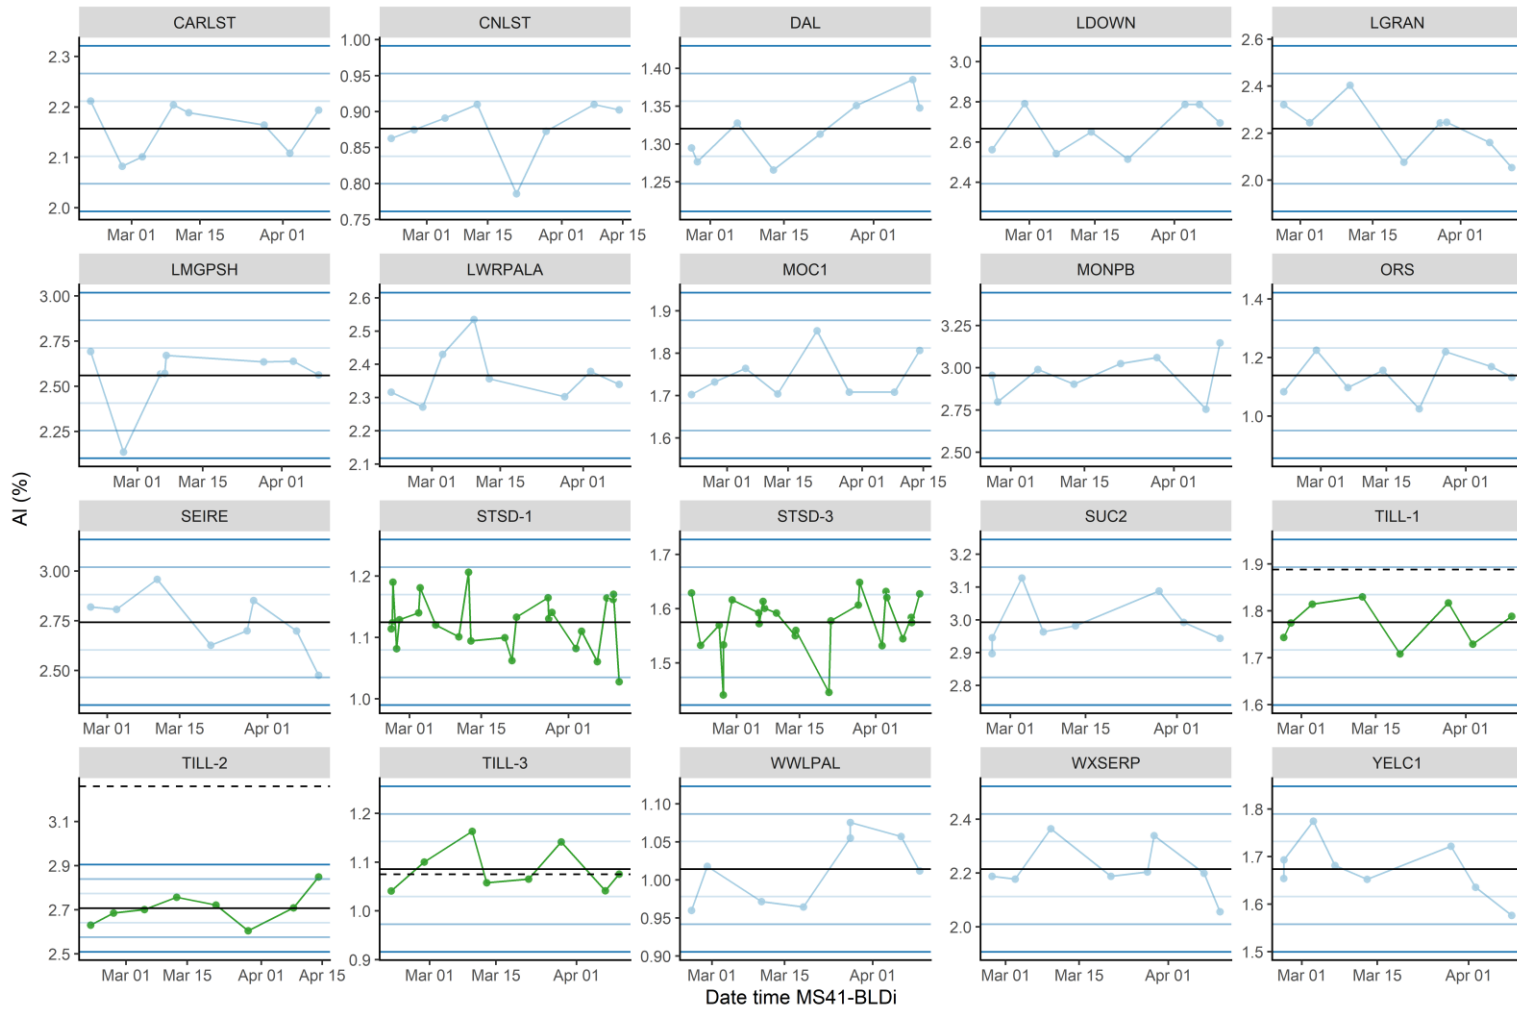 CARLST CNLST DAL LDOWN LGRAN
2.3 2.2 2.1 2.0
Mar 01 Mar 15 Apr 01
1.00 0.95 0.90 0.85 0.80 0.75
Mar 01 Mar 15 Apr 01 Apr 15
1.40 1.35 1.30 1.25
Mar 01 Mar 15 Apr 01
3.0 2.8 2.6 2.4
Mar 01 Mar 15 Apr 01
2.6 2.4 2.2 2.0
Mar 01 Mar 15 Apr 01
LMGPSH LWRPALA MOC1 MONPB ORS
3.00 2.75 2.50 2.25
Mar 01 Mar 15 Apr 01
2.6 2.5 2.4 2.3 2.2 2.1
Mar 01 Mar 15 Apr 01
1.9 1.8 1.7 1.6
Mar 01 Mar 15 Apr 01 Apr 15
3.25 3.00 2.75 2.50
Mar 01 Mar 15 Apr 01
1.4 1.2 1.0
Mar 01 Mar 15 Apr 01
Al (%)
SEIRE STSD-1 STSD-3 SUC2 TILL-1
3.00 2.75 2.50
Mar 01 Mar 15 Apr 01
1.2 1.1 1.0
Mar 01 Mar 15 Apr 01
1.7 1.6 1.5
Mar 01 Mar 15 Apr 01
3.2 3.1 3.0 2.9 2.8
Mar 01 Mar 15 Apr 01
1.9 1.8 1.7 1.6
Mar 01 Mar 15 Apr 01
TILL-2 TILL-3 WWLPAL WXSERP YELC1
3.1 2.9 2.7 2.5
Mar 01 Mar 15 Apr 01 Apr 15
1.2 1.1 1.0 0.9
Mar 01 Mar 15 Apr 01
1.10 1.05 1.00 0.95 0.90
Mar 01 Mar 15 Apr 01
2.4 2.2 2.0
Mar 01 Mar 15 Apr 01
1.8 1.7 1.6 1.5
Mar 01 Mar 15 Apr 01
Date time MS41-BLDi